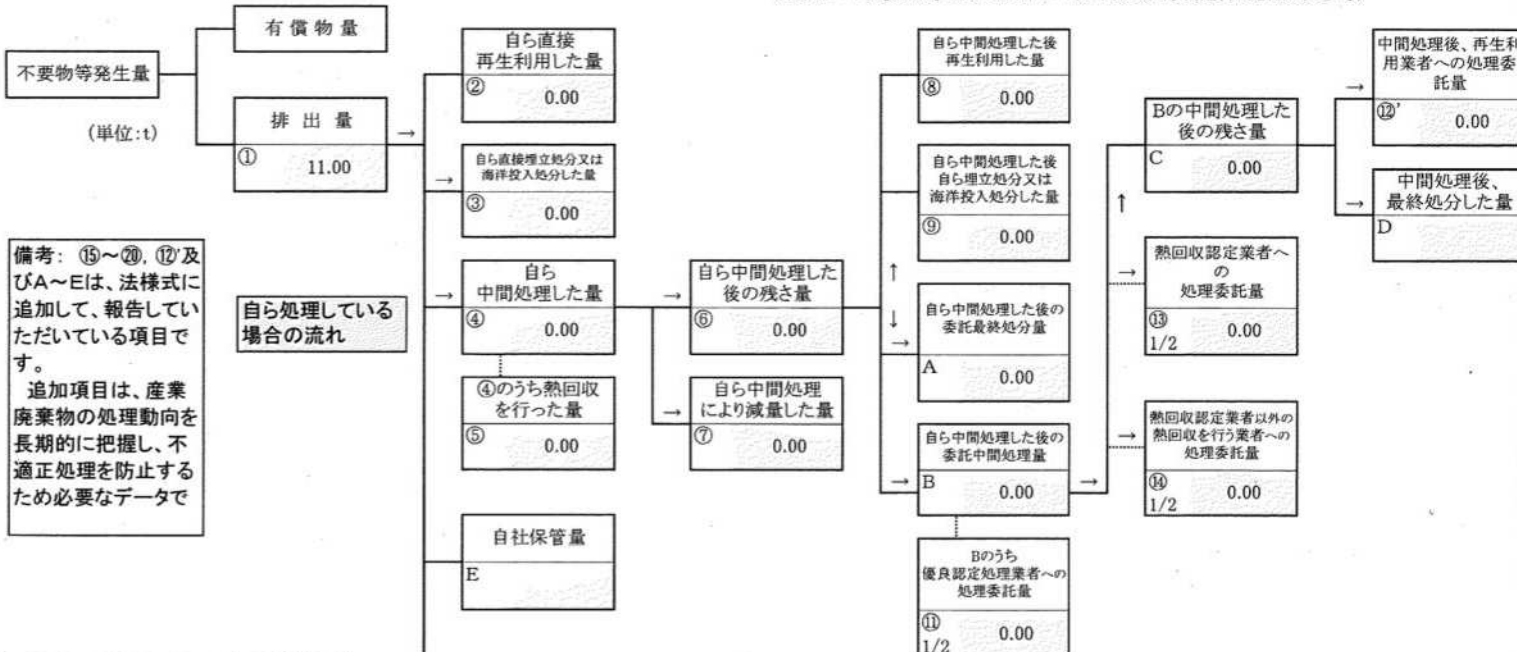 有償物量
不要物等発生量
(単位:t)
排出量
①
11.00
→
備考: ⑮~⑳, ⑫'及
びA~Eは、法様式に
追加して、報告してい
ただいている項目で
す。
追加項目は、産業
廃棄物の処理動向を
長期的に把握し、不
適正処理を防止する
ため必要なデータで
自ら処理している
場合の流れ
自ら直接
再生利用した量
②
0.00
→
自ら直接埋立処分又は
海洋投入処分した量
③
0.00
→
自ら
中間処理した量
④
0.00
④のうち熱回収
を行った量
⑤
0.00
自社保管量
E
→
自ら中間処理した
後の残さ量
⑥
0.00
→
自ら中間処理
により減量した量
⑦
0.00
自ら中間処理した後
再生利用した量
⑧
0.00
自ら中間処理した後
自ら埋立処分又は
海洋投入処分した量
⑨
0.00
↑
↓
→
自ら中間処理した後の
委託最終処分量
A
0.00
→
自ら中間処理した後の
委託中間処理量
B
0.00
→
Bのうち
優良認定処理業者への
処理委託量
⑪
1/2
0.00
Bの中間処理した
後の残さ量
C
0.00
↑
→
熱回収認定業者へ
の
処理委託量
⑬
1/2
0.00
→
熱回収認定業者以外の
熱回収を行う業者への
処理委託量
⑭
1/2
0.00
→
中間処理後、再生利
用業者への処理委
託量
⑫'
0.00
→
中間処理後、
最終処分した量
D